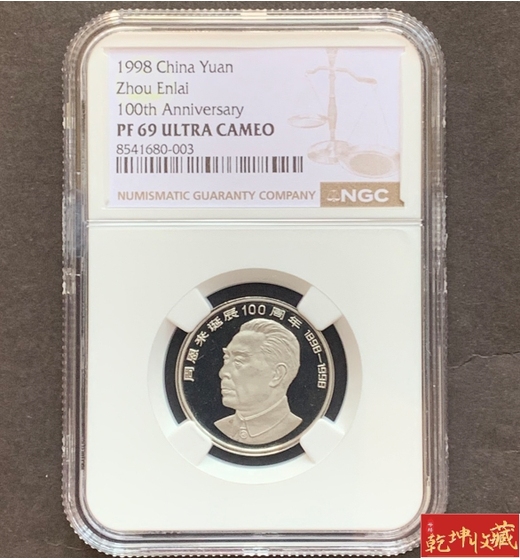 1998 China Yuan
Zhou Enlai
100th Anniversary
PF 69 ULTRA CAMEO
8541680-003
NUMISMATIC GUARANTY COMPANY
NGC
周恩来诞辰100周年 1898—1998
乾坤收藏